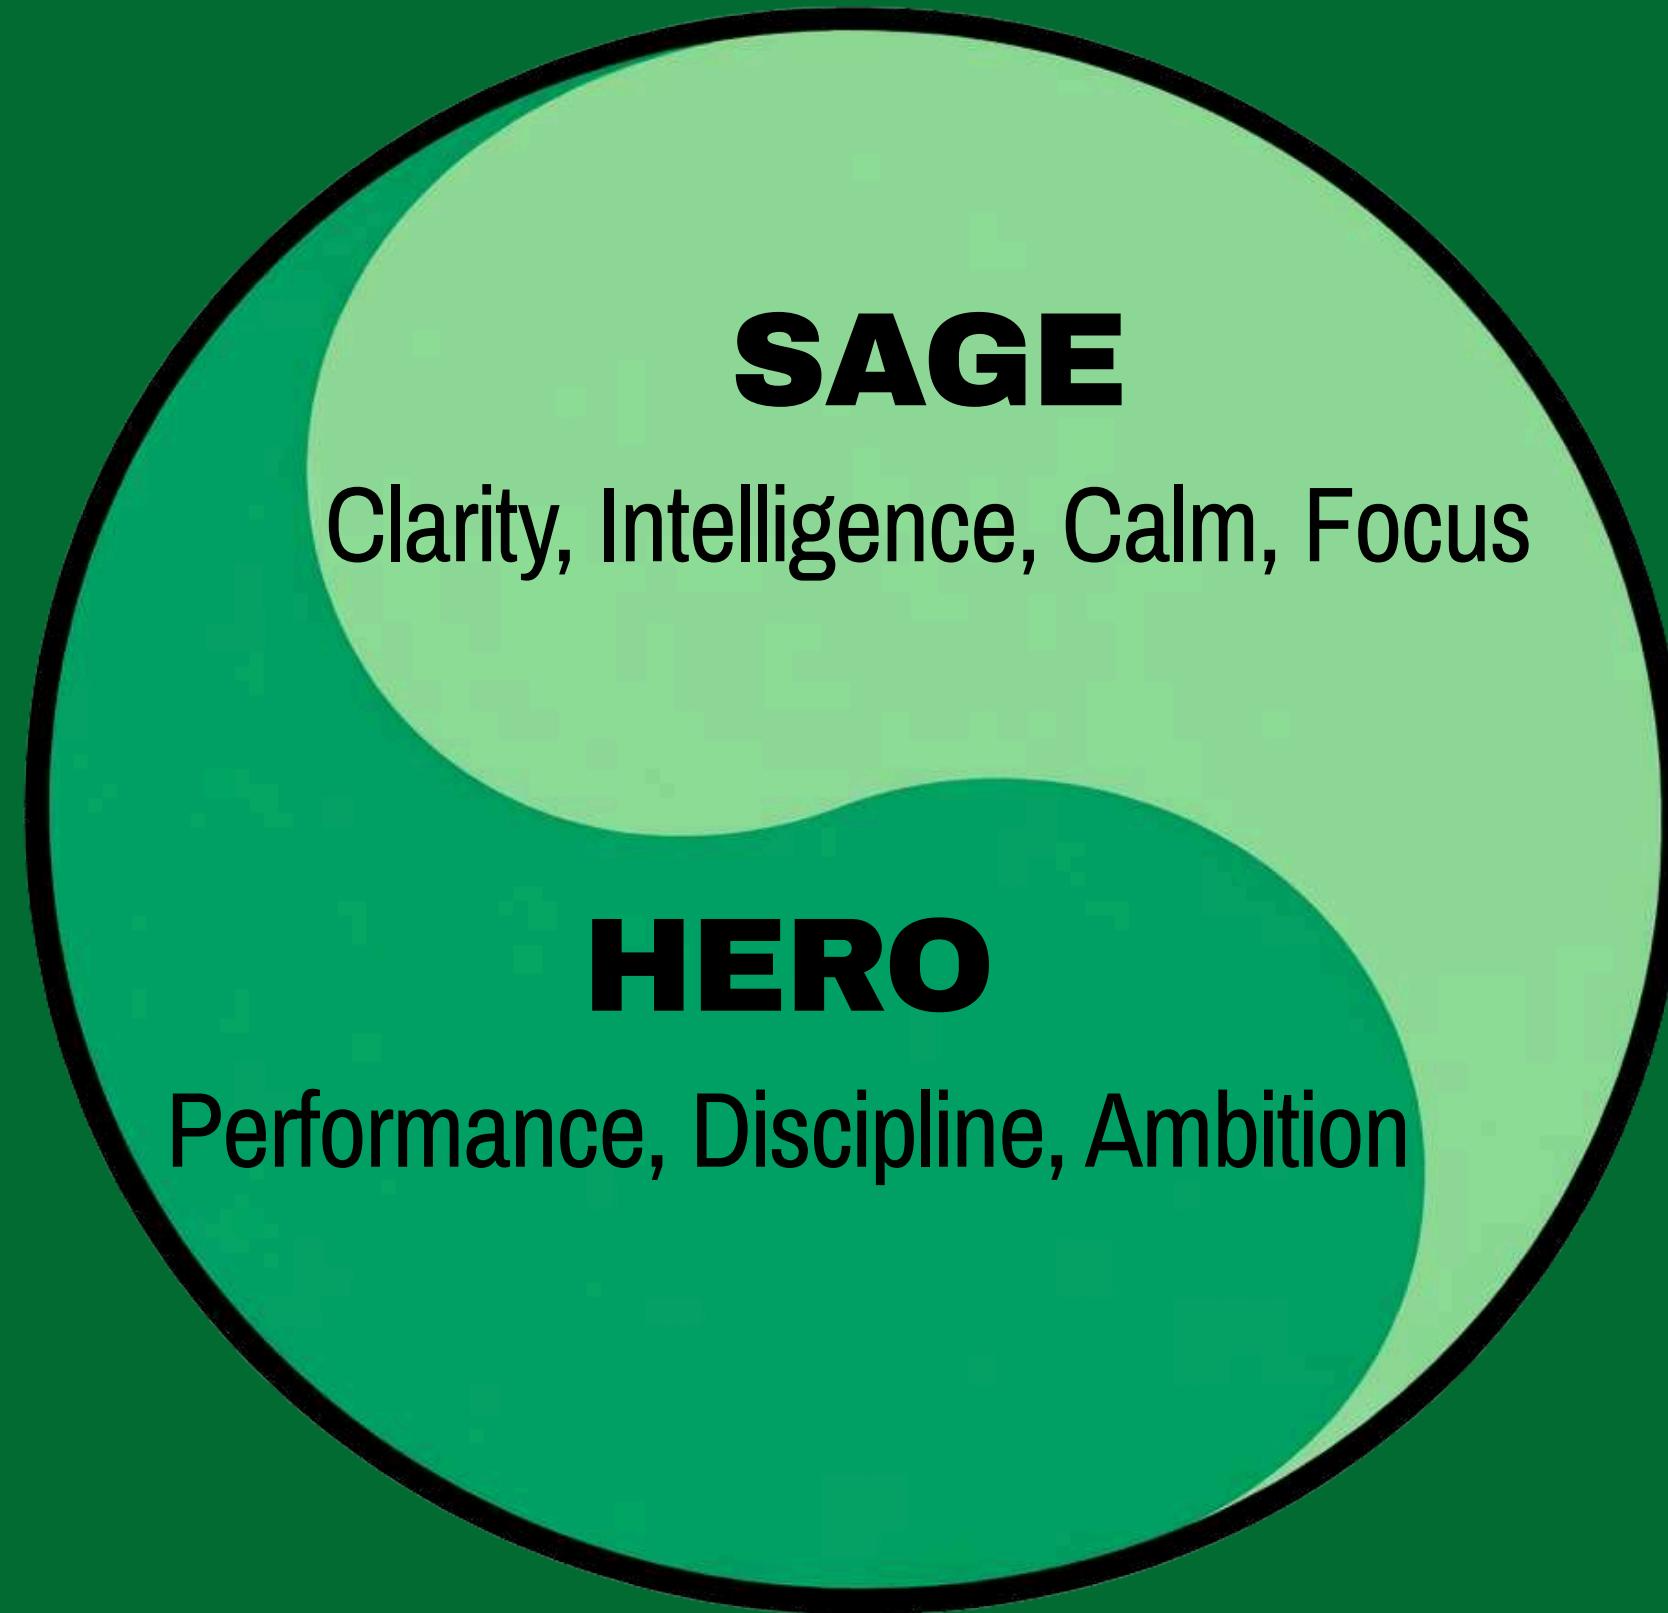 SAGE
Clarity, Intelligence, Calm, Focus
HERO
Performance, Discipline, Ambition